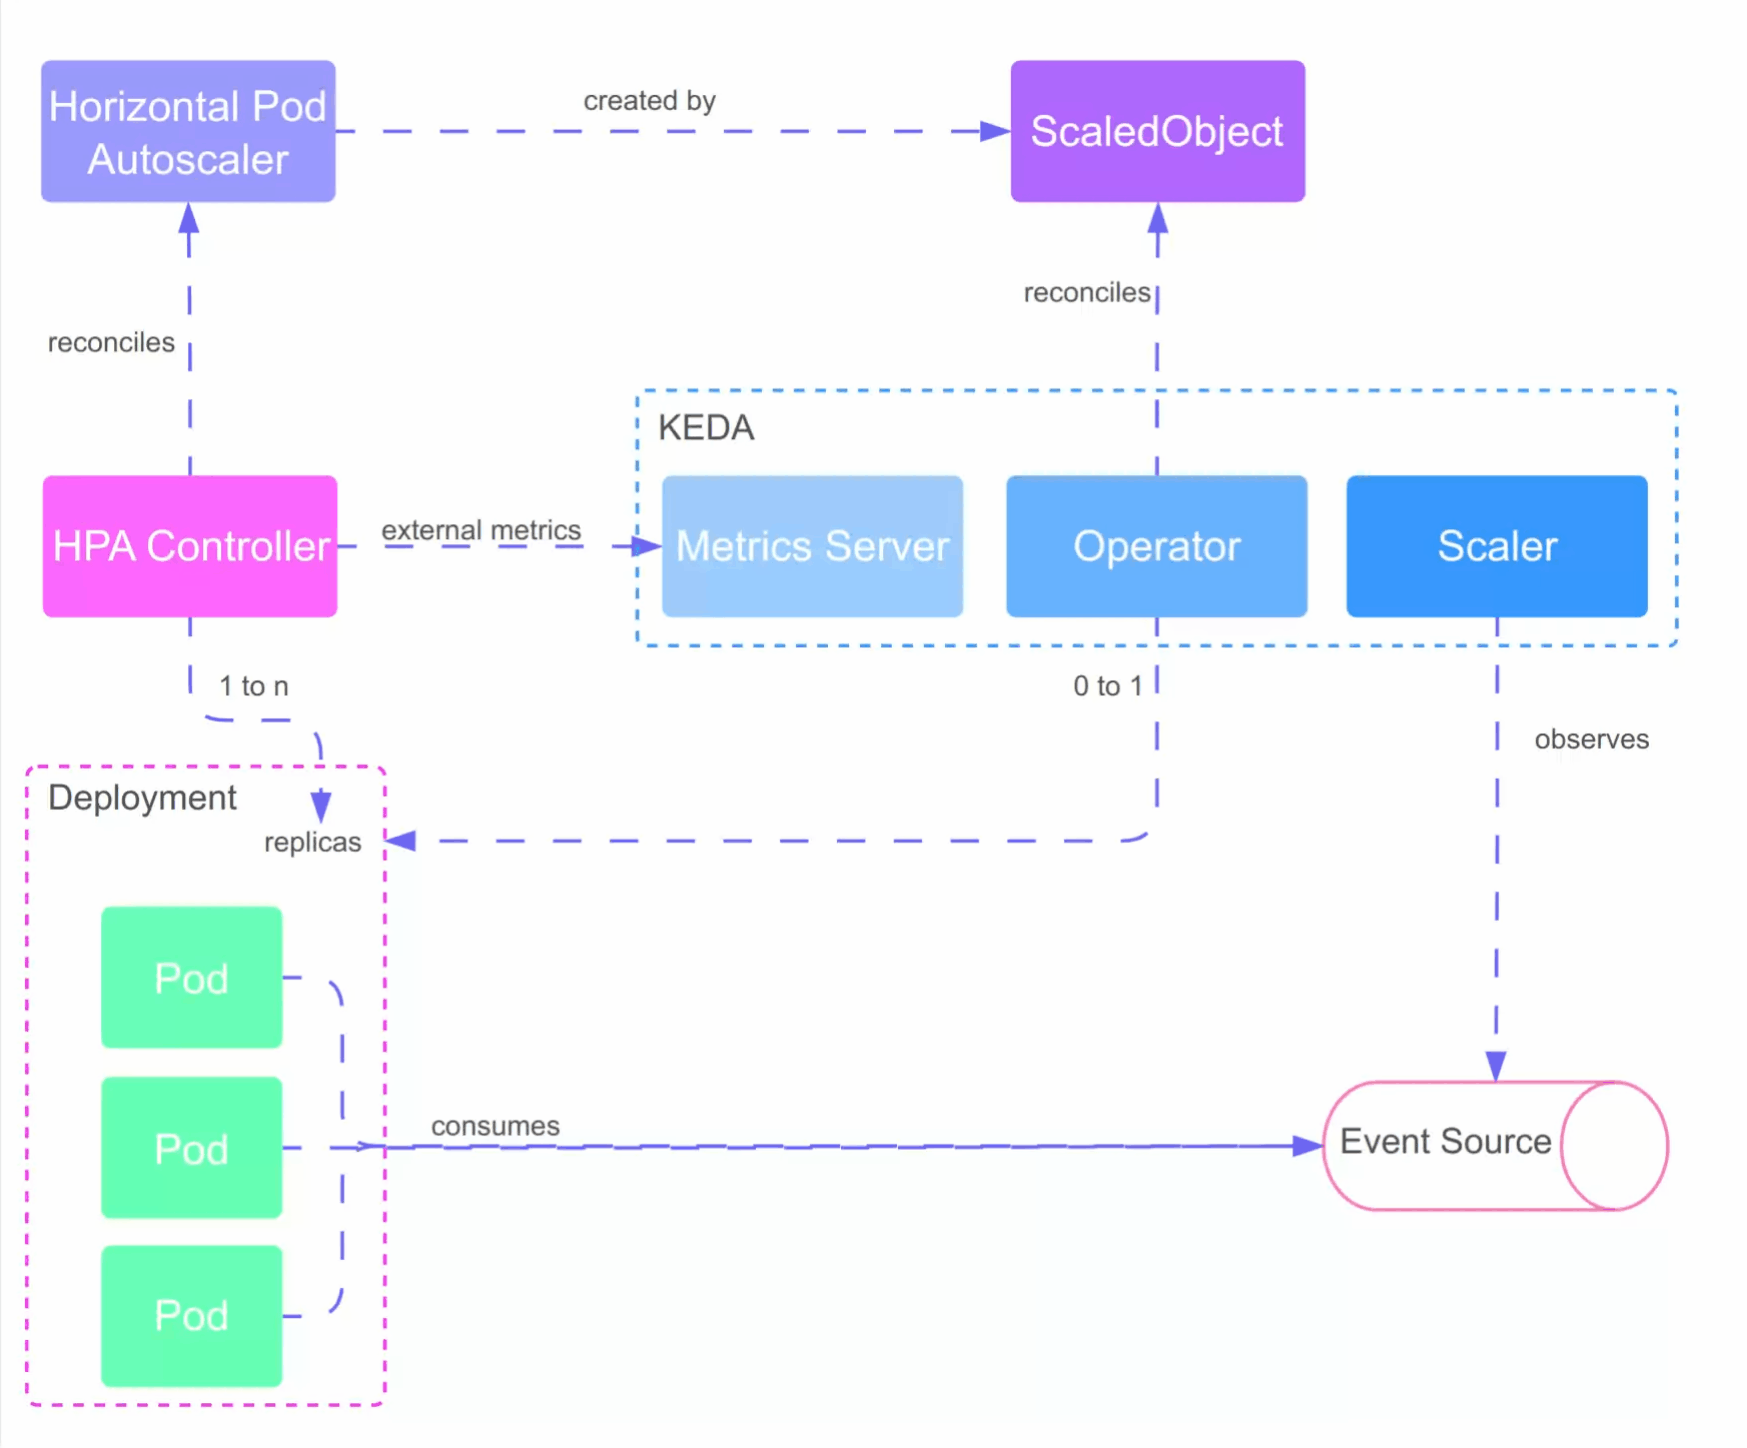 Horizontal Pod
Autoscaler
created by
ScaledObject
reconciles
reconciles
KEDA
HPA Controller
external metrics
Metrics Server
Operator
Scaler
1 to n
0 to 1
observes
Deployment
replicas
Pod
Pod
consumes
Event Source
Pod